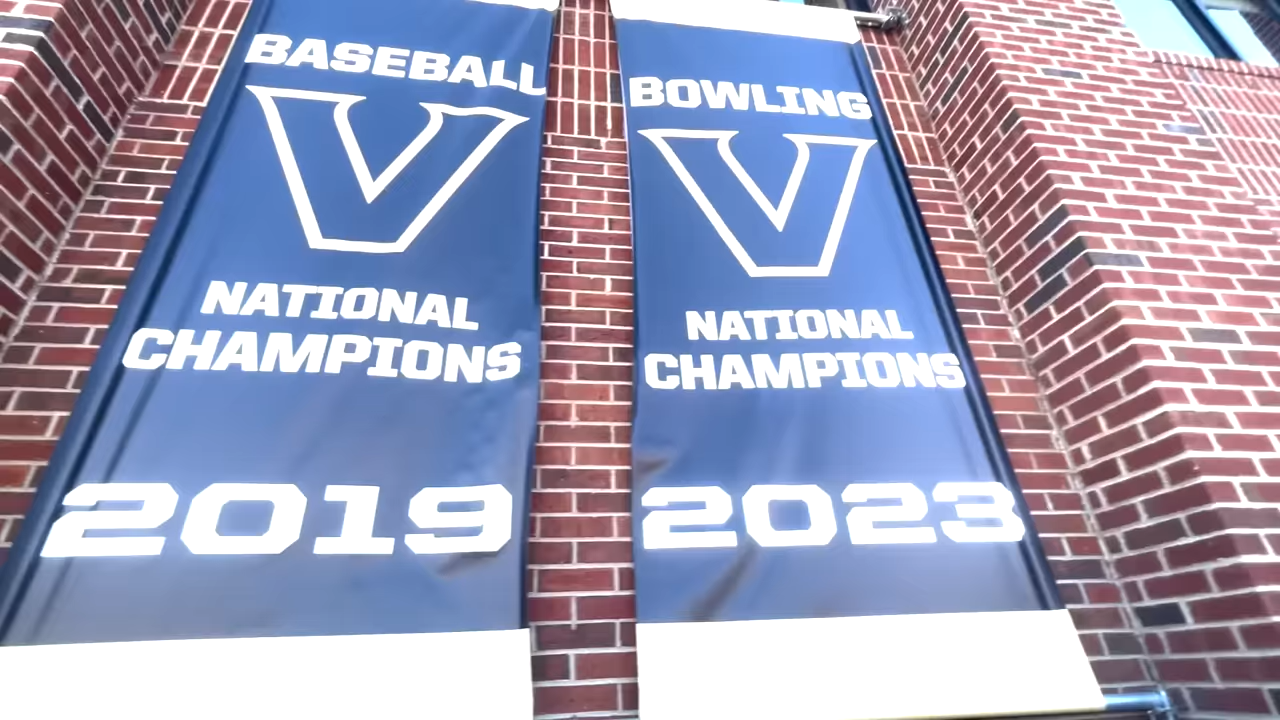 BASEBALL
V
NATIONAL
CHAMPIONS
2019
BOWLING
V
NATIONAL
CHAMPIONS
2023